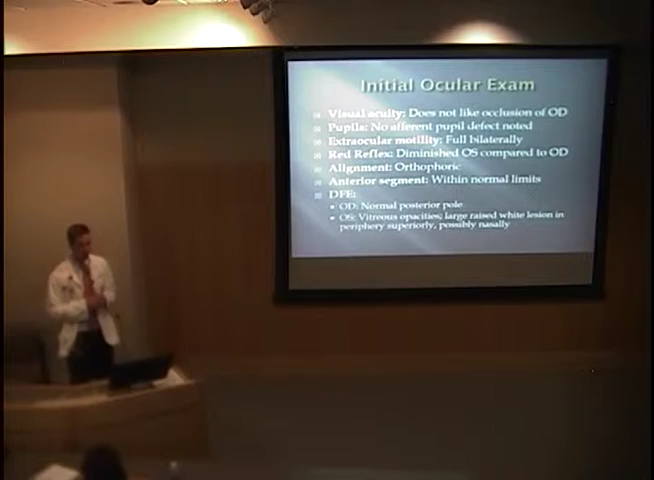 Initial Ocular Exam
Visual acuity: Does not like occlusion of OD
Pupils: No afferent pupil defect noted
Extraocular motility: Full bilaterally
Red Reflex: Diminished OS compared to OD
Alignment: Orthophoric
Anterior segment: Within normal limits
DFE:
• OD: Normal posterior pole
• OS: Vitreous opacities; large raised white lesion in
periphery superiorly, possibly nasally